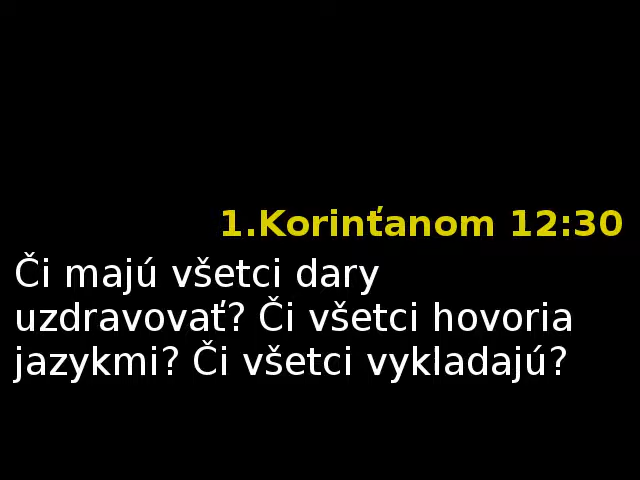 1.Korinťanom 12:30
Či majú všetci dary
uzdravovať? Či všetci hovoria
jazykmi? Či všetci vykladajú?